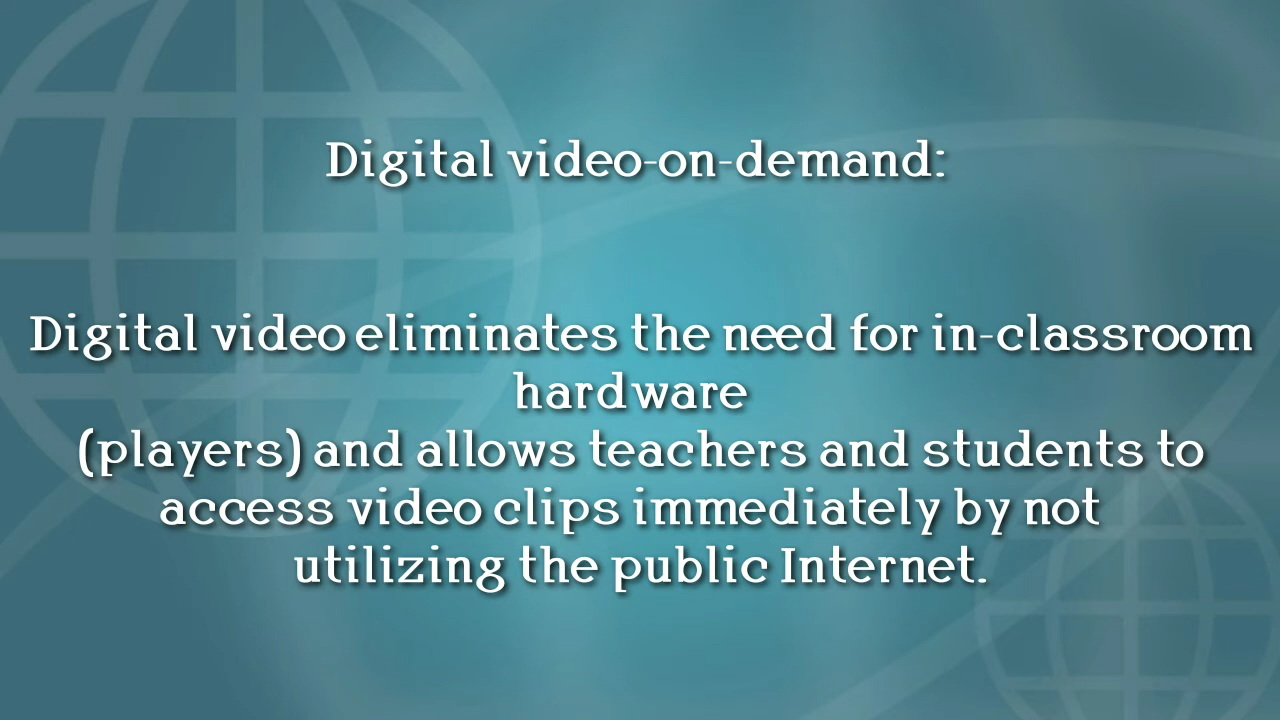 Digital video-on-demand:
Digital video eliminates the need for in-classroom
hardware
(players) and allows teachers and students to
access video clips immediately by not
utilizing the public Internet.